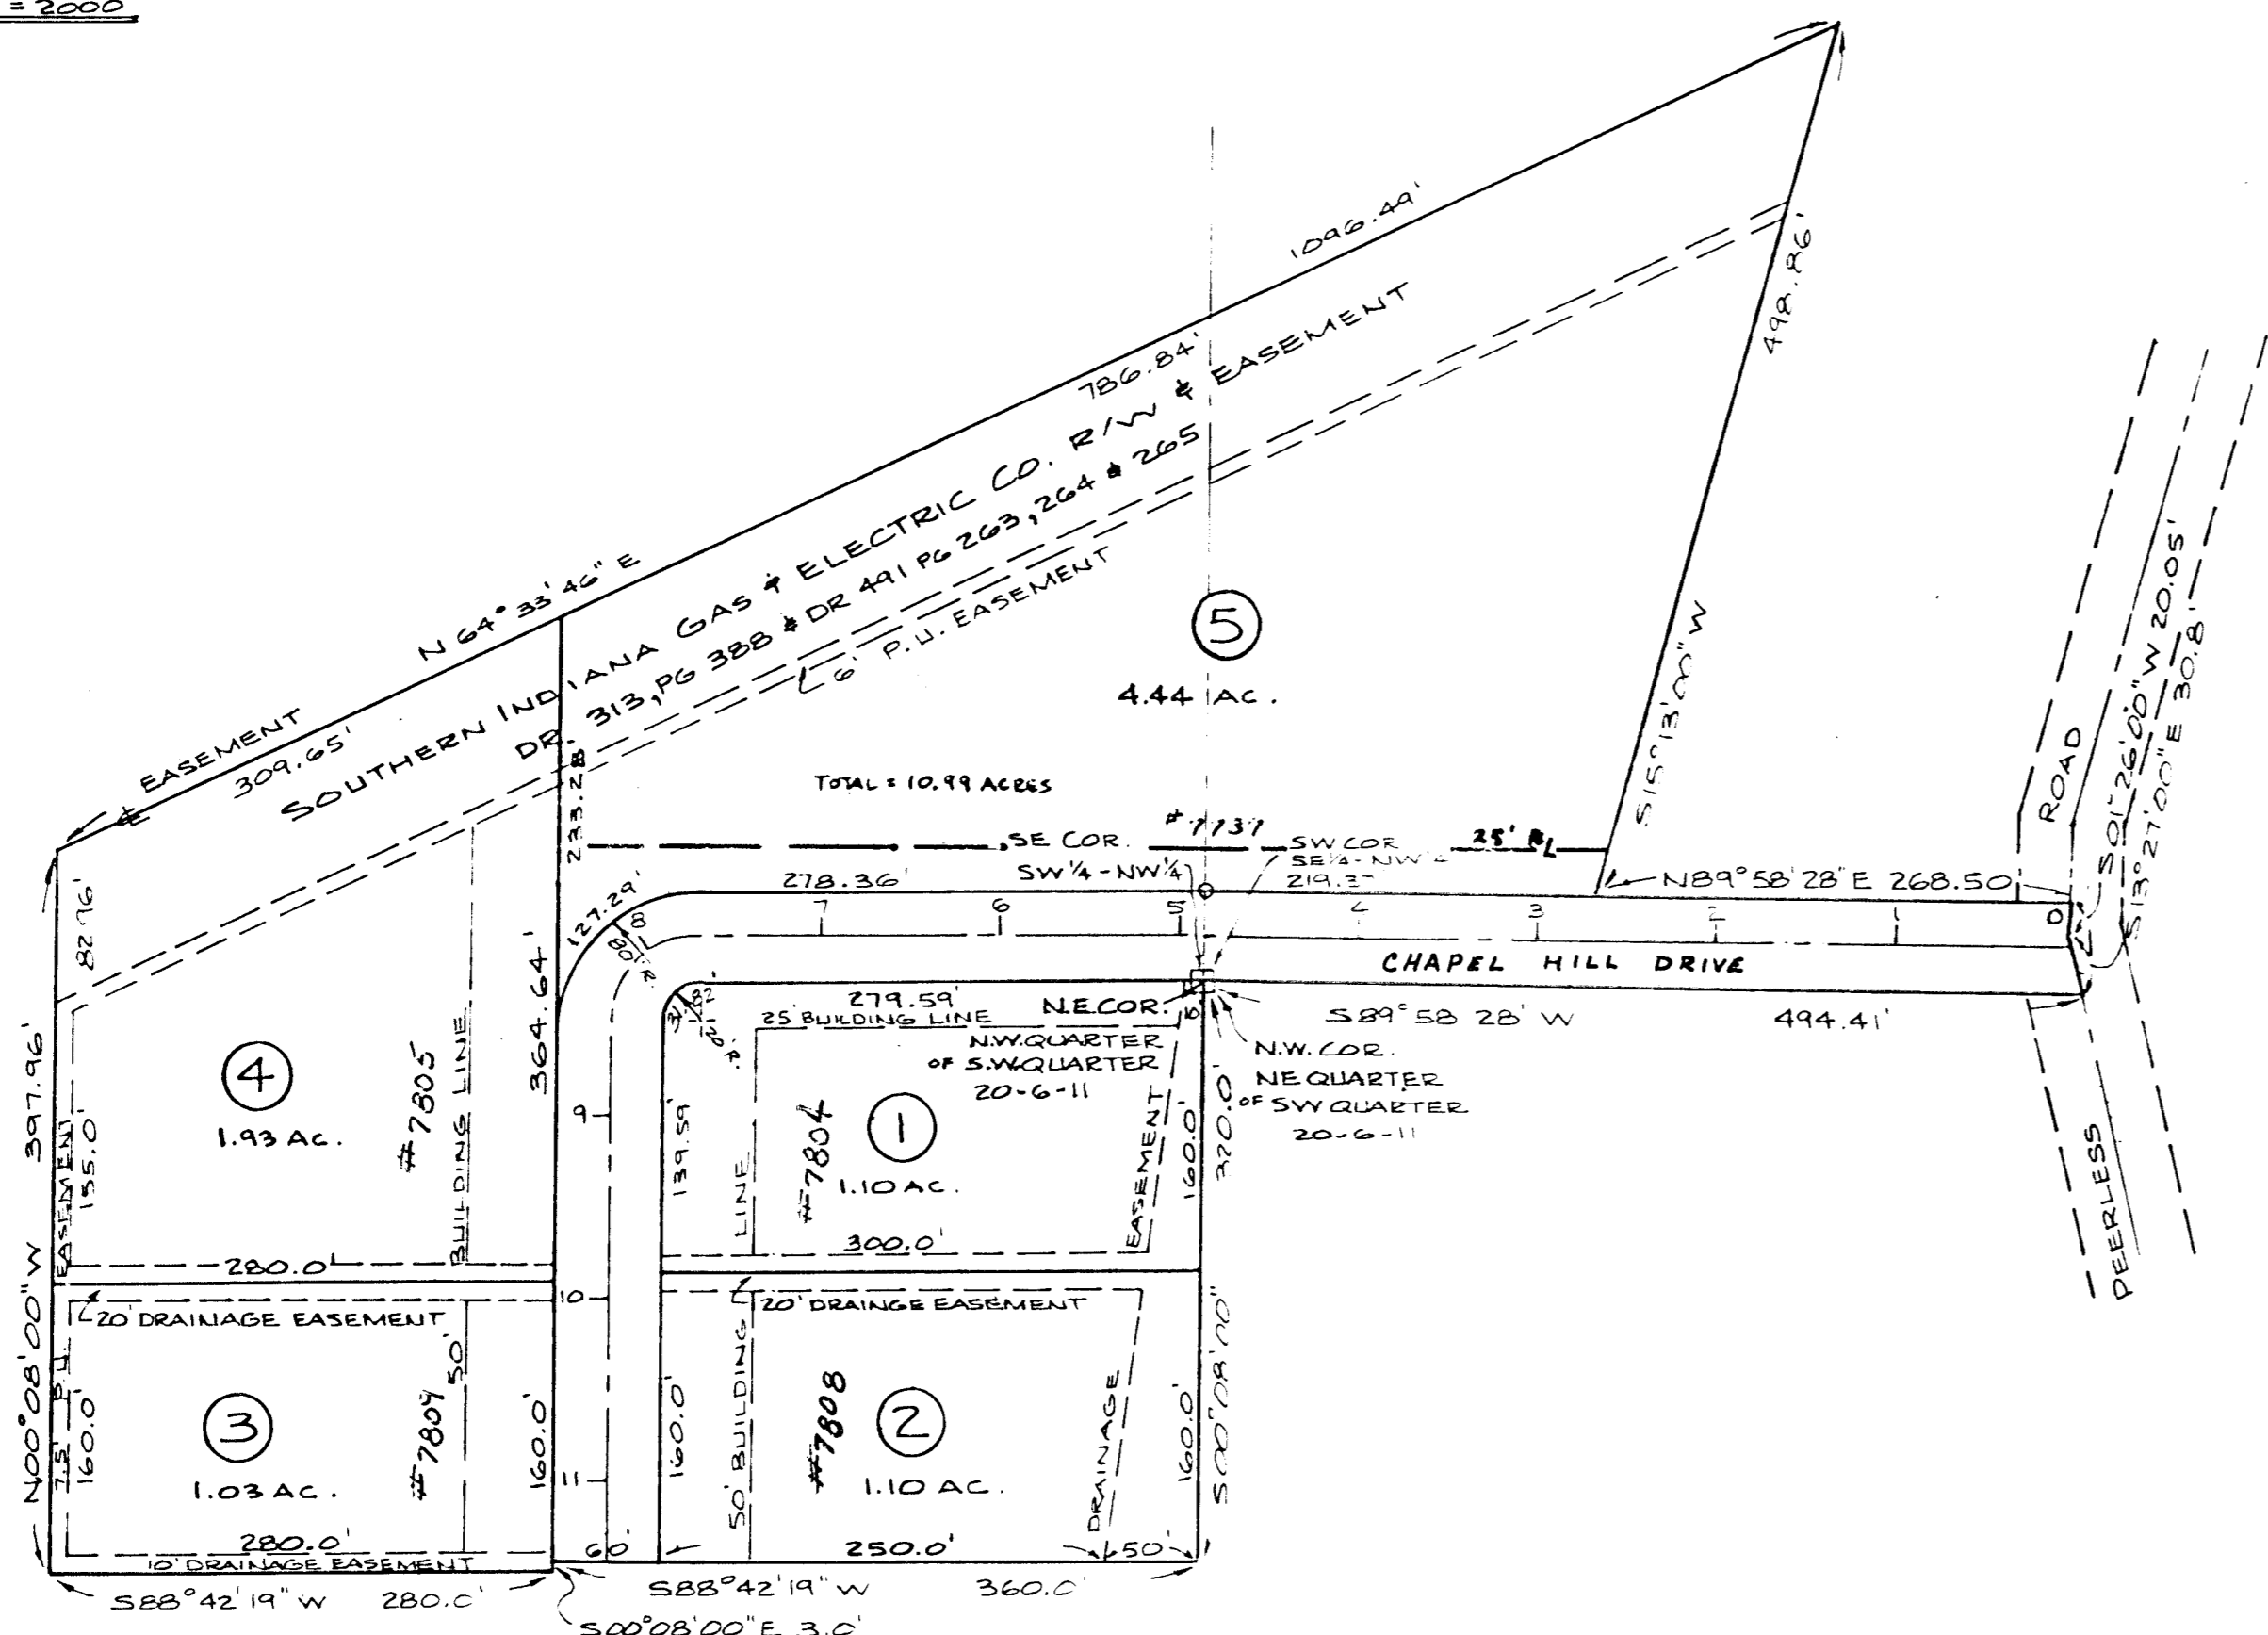 = 2000
1096.49'
786.84'
498.86'
N 64° 33' 46" E
EASEMENT
309.65'
SOUTHERN INDIANA GAS & ELECTRIC CO. R/W & EASEMENT
DR. 313, PG 388 & DR 491 PG 263, 264 & 265
6' P.U. EASEMENT
5
4.44 AC.
S15°13'00" W
TOTAL = 10.99 ACRES
233.28'
SE COR.
SW 1/4 - NW 1/4
SW COR
SE 1/4 - NW
25' BL
278.36'
N89°58'28"E 268.50'
ROAD
S01°26'00"W 20.05'
S13°27'00"E 30.8'
127.29'
80' R.
8
7
6
5
4
3
2
1
0
CHAPEL HILL DRIVE
82.96'
397.96'
N00°08'00"W
364.64'
279.59'
25' BUILDING LINE
N.E. COR.
N.W. QUARTER
OF S.W. QUARTER
20-6-11
S89°58 28' W
494.41'
N.W. COR.
NE QUARTER
OF SW QUARTER
20-6-11
4
1.93 AC.
#7805
BUILDING LINE
EASEMENT
155.0'
280.0'
9
139.59'
LINE
#7804
1
1.10 AC.
300.0'
EASEMENT
160.0'
320.0'
PEERLESS
20' DRAINAGE EASEMENT
7.5' P.U.
160.0'
3
1.03 AC.
50'
160.0'
280.0'
10' DRAINAGE EASEMENT
10
11
60'
160.0'
20' DRAINGE EASEMENT
50' BUILDING
#7808
2
1.10 AC.
DRAINAGE
160.0'
S00°08'00"
250.0'
50'
S88°42'19" W
280.0'
S88°42'19" W
360.0'
S00°08'00"E 3.0'